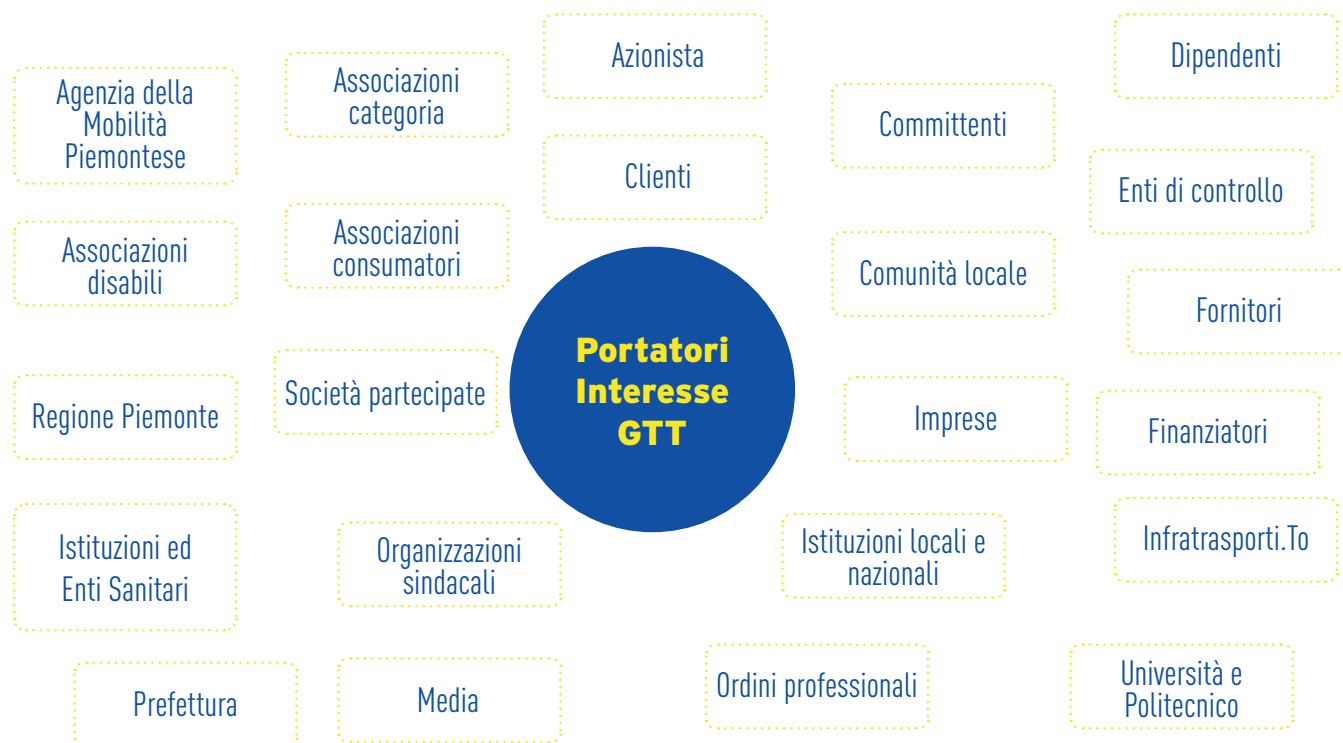 Azionista
Dipendenti
Agenzia della
Mobilità
Piemontese
Associazioni
categoria
Committenti
Clienti
Enti di controllo
Associazioni
disabili
Associazioni
consumatori
Comunità locale
Fornitori
Portatori
Interesse
GTT
Regione Piemonte
Società partecipate
Imprese
Finanziatori
Istituzioni ed
Enti Sanitari
Organizzazioni
sindacali
Istituzioni locali e
nazionali
Infratrasporti.To
Prefettura
Media
Ordini professionali
Università e
Politecnico